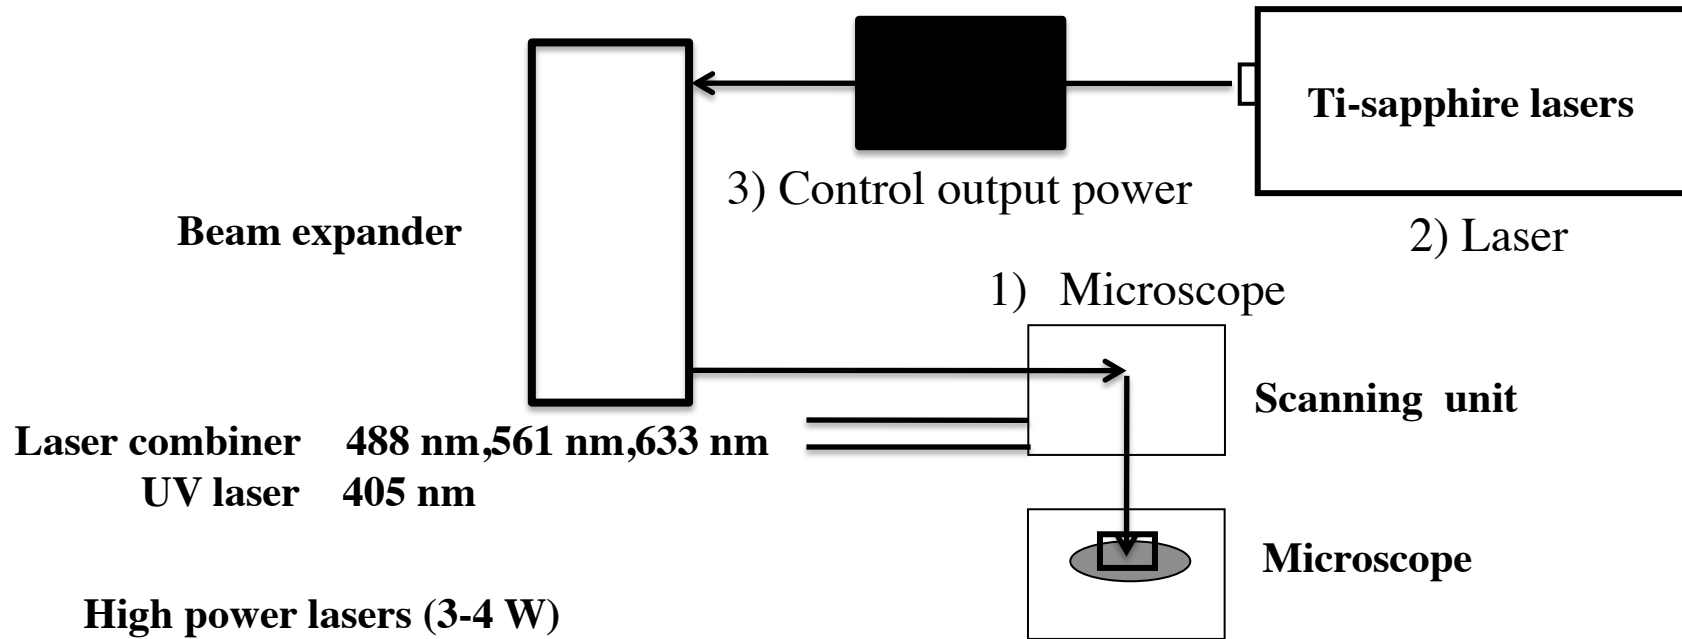 Ti-sapphire lasers
3) Control output power
Beam expander
2) Laser
1) Microscope
Scanning unit
Laser combiner 488 nm,561 nm,633 nm
UV laser 405 nm
Microscope
High power lasers (3-4 W)